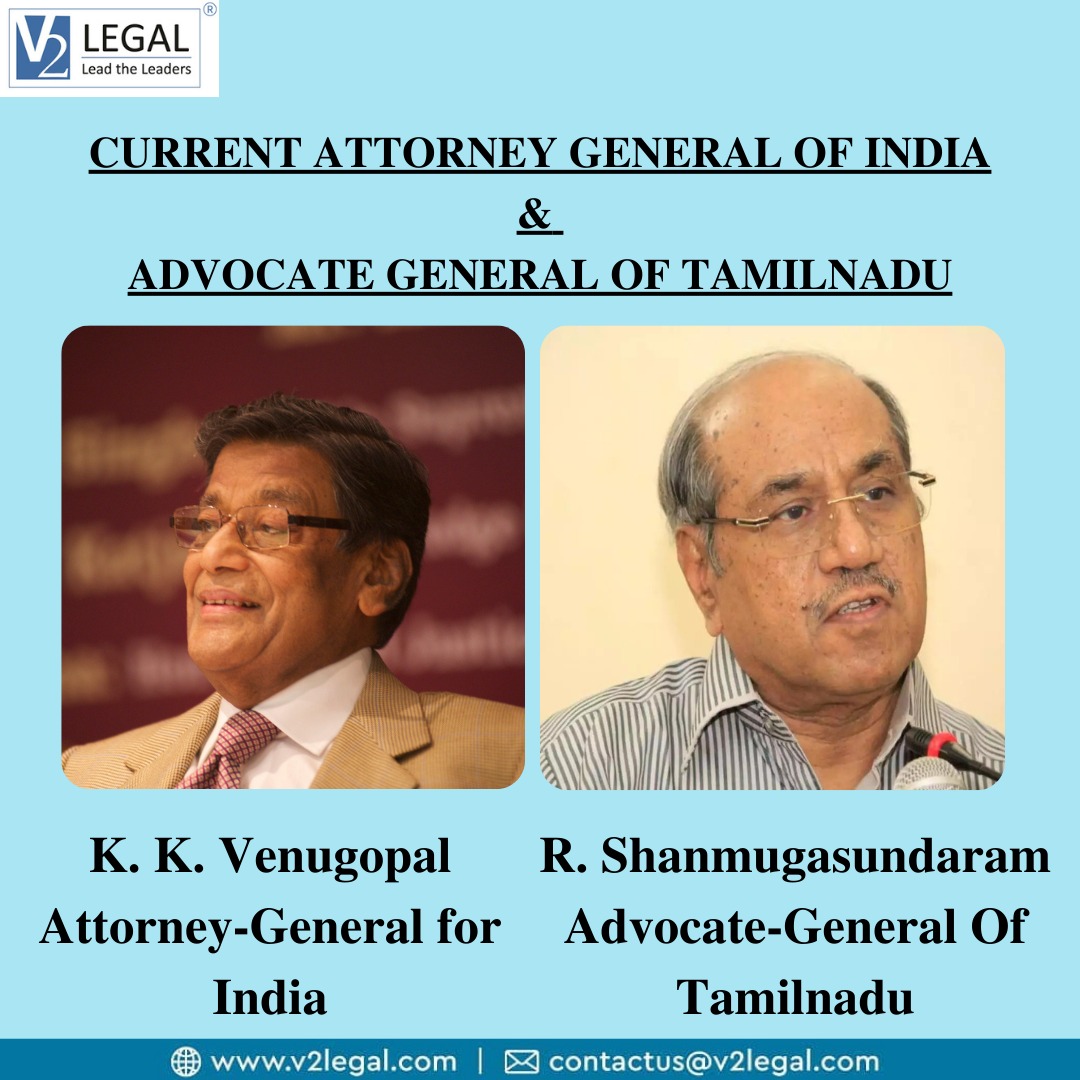 V2 LEGAL ®
Lead the Leaders
CURRENT ATTORNEY GENERAL OF INDIA
&
ADVOCATE GENERAL OF TAMILNADU
K. K. Venugopal
Attorney-General for
India
R. Shanmugasundaram
Advocate-General Of
Tamilnadu
www.v2legal.com | contactus@v2legal.com